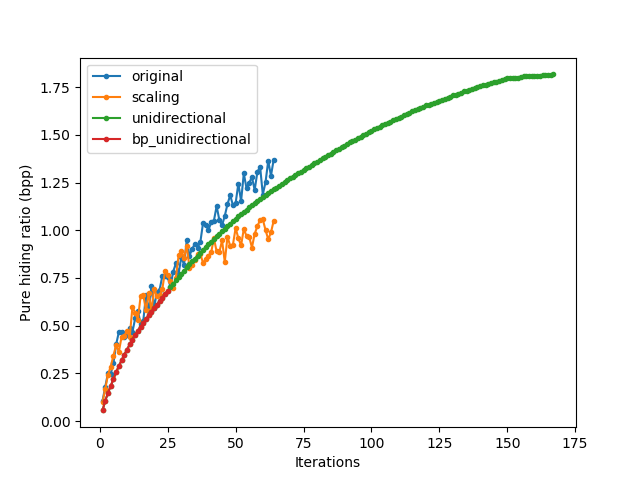 original
scaling
unidirectional
bp_unidirectional
Pure hiding ratio (bpp)
1.75
1.50
1.25
1.00
0.75
0.50
0.25
0.00
0 25 50 75 100 125 150 175
Iterations